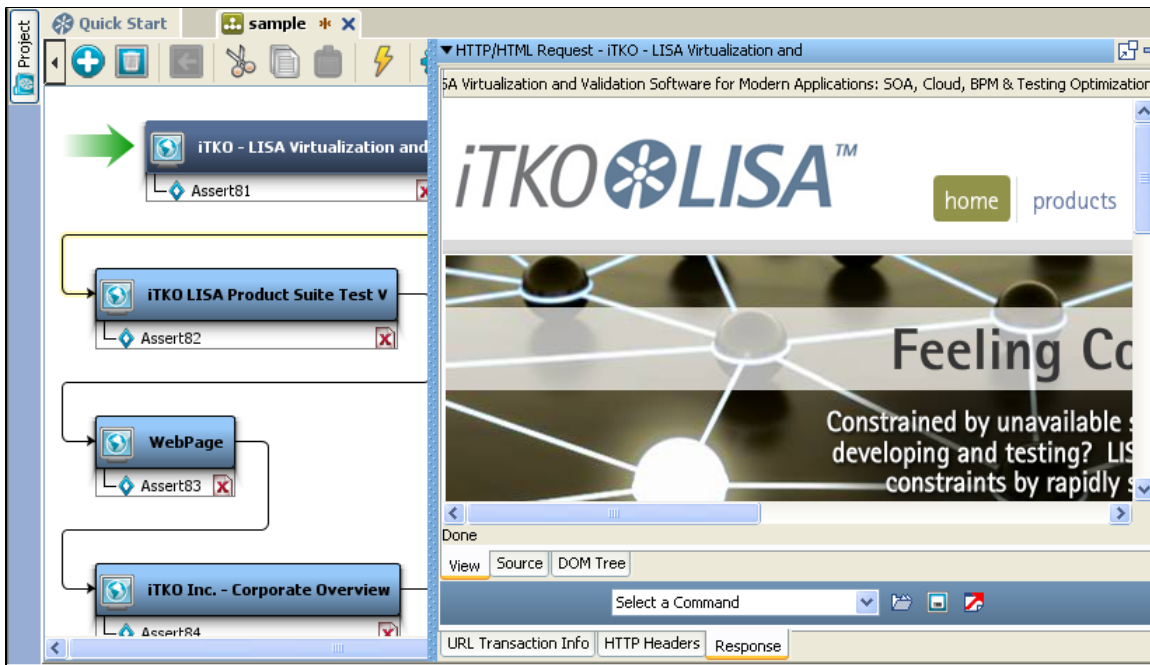 Project
Quick Start
sample
HTTP/HTML Request - iTKO - LISA Virtualization and
SA Virtualization and Validation Software for Modern Applications: SOA, Cloud, BPM & Testing Optimization
iTKO - LISA Virtualization and
Assert81
iTKO LISA Product Suite Test V
Assert82
WebPage
Assert83
iTKO Inc. - Corporate Overview
Assert84
iTKO LISA™
home
products
Feeling Co
Constrained by unavailable s
developing and testing? LIS
constraints by rapidly s
Done
View
Source
DOM Tree
Select a Command
URL Transaction Info
HTTP Headers
Response